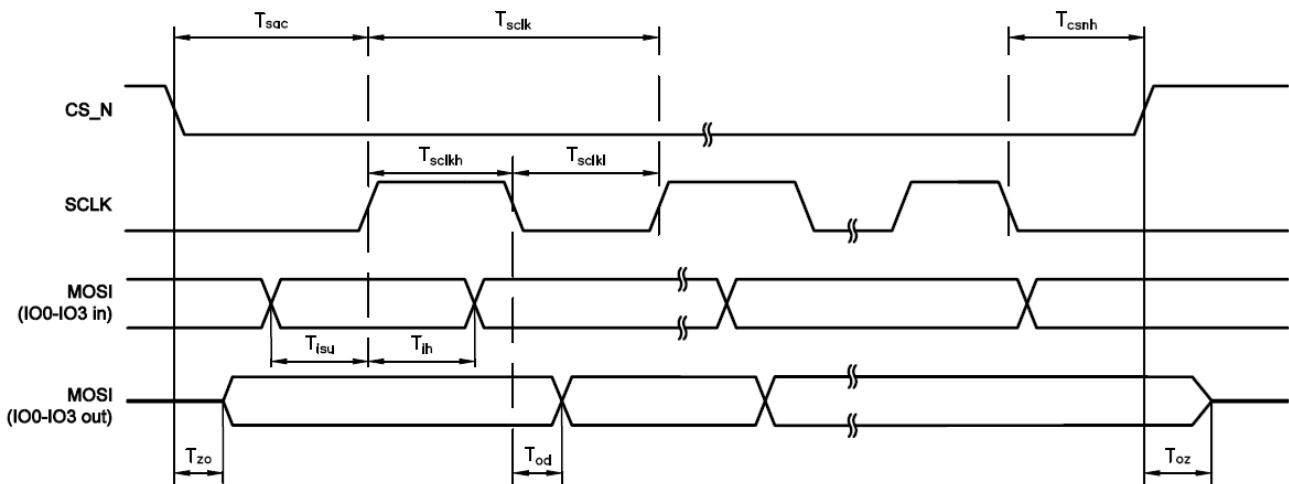 Tsac Tsclk Tcsnh
CS_N
Tsclkh Tsclkl
SCLK
MOSI
(IO0-IO3 in)
Tisu Tih
MOSI
(IO0-IO3 out)
Tzo Tod Toz